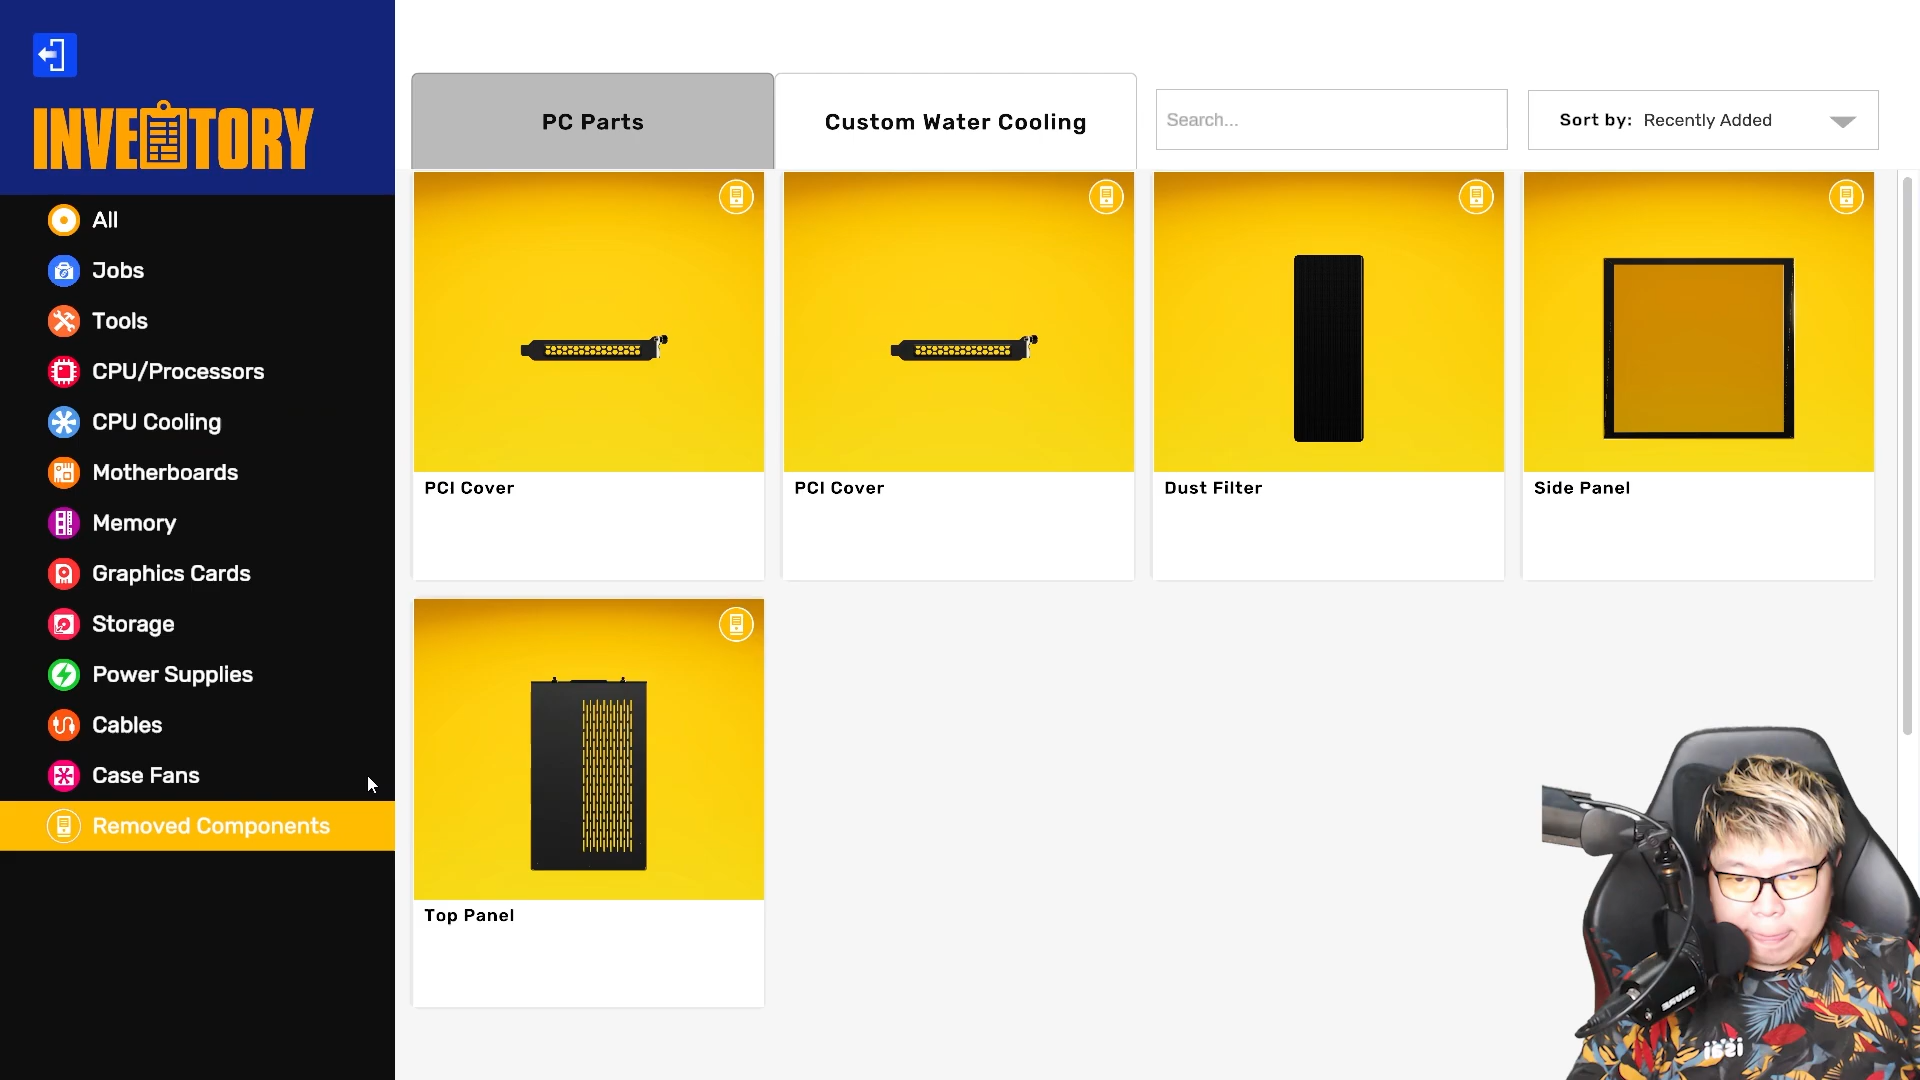 INVENTORY
All
Jobs
Tools
CPU/Processors
CPU Cooling
Motherboards
Memory
Graphics Cards
Storage
Power Supplies
Cables
Case Fans
Removed Components
PC Parts
Custom Water Cooling
Search...
Sort by: Recently Added
PCI Cover
PCI Cover
Dust Filter
Side Panel
Top Panel
SHURE